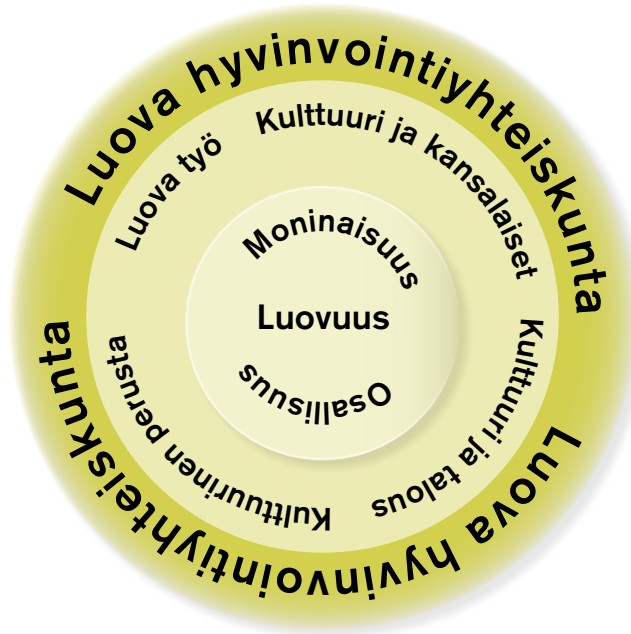 Luova hyvinvointiyhteiskunta
Luova työ
Kulttuuri ja kansalaiset
Kulttuuri ja talous
Kulttuurinen perusta
Moninaisuus
Luovuus
Osallisuus
Luova hyvinvointiyhteiskunta